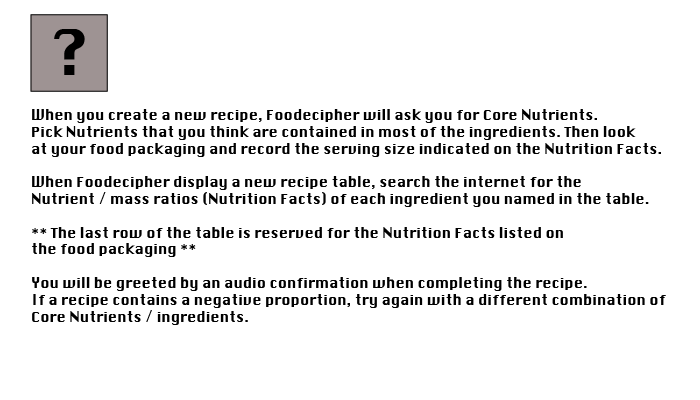 ?
When you create a new recipe, Foodecipher will ask you for Core Nutrients.
Pick Nutrients that you think are contained in most of the ingredients. Then look
at your food packaging and record the serving size indicated on the Nutrition Facts.
When Foodecipher display a new recipe table, search the internet for the
Nutrient / mass ratios (Nutrition Facts) of each ingredient you named in the table.
** The last row of the table is reserved for the Nutrition Facts listed on
the food packaging **
You will be greeted by an audio confirmation when completing the recipe.
If a recipe contains a negative proportion, try again with a different combination of
Core Nutrients / ingredients.